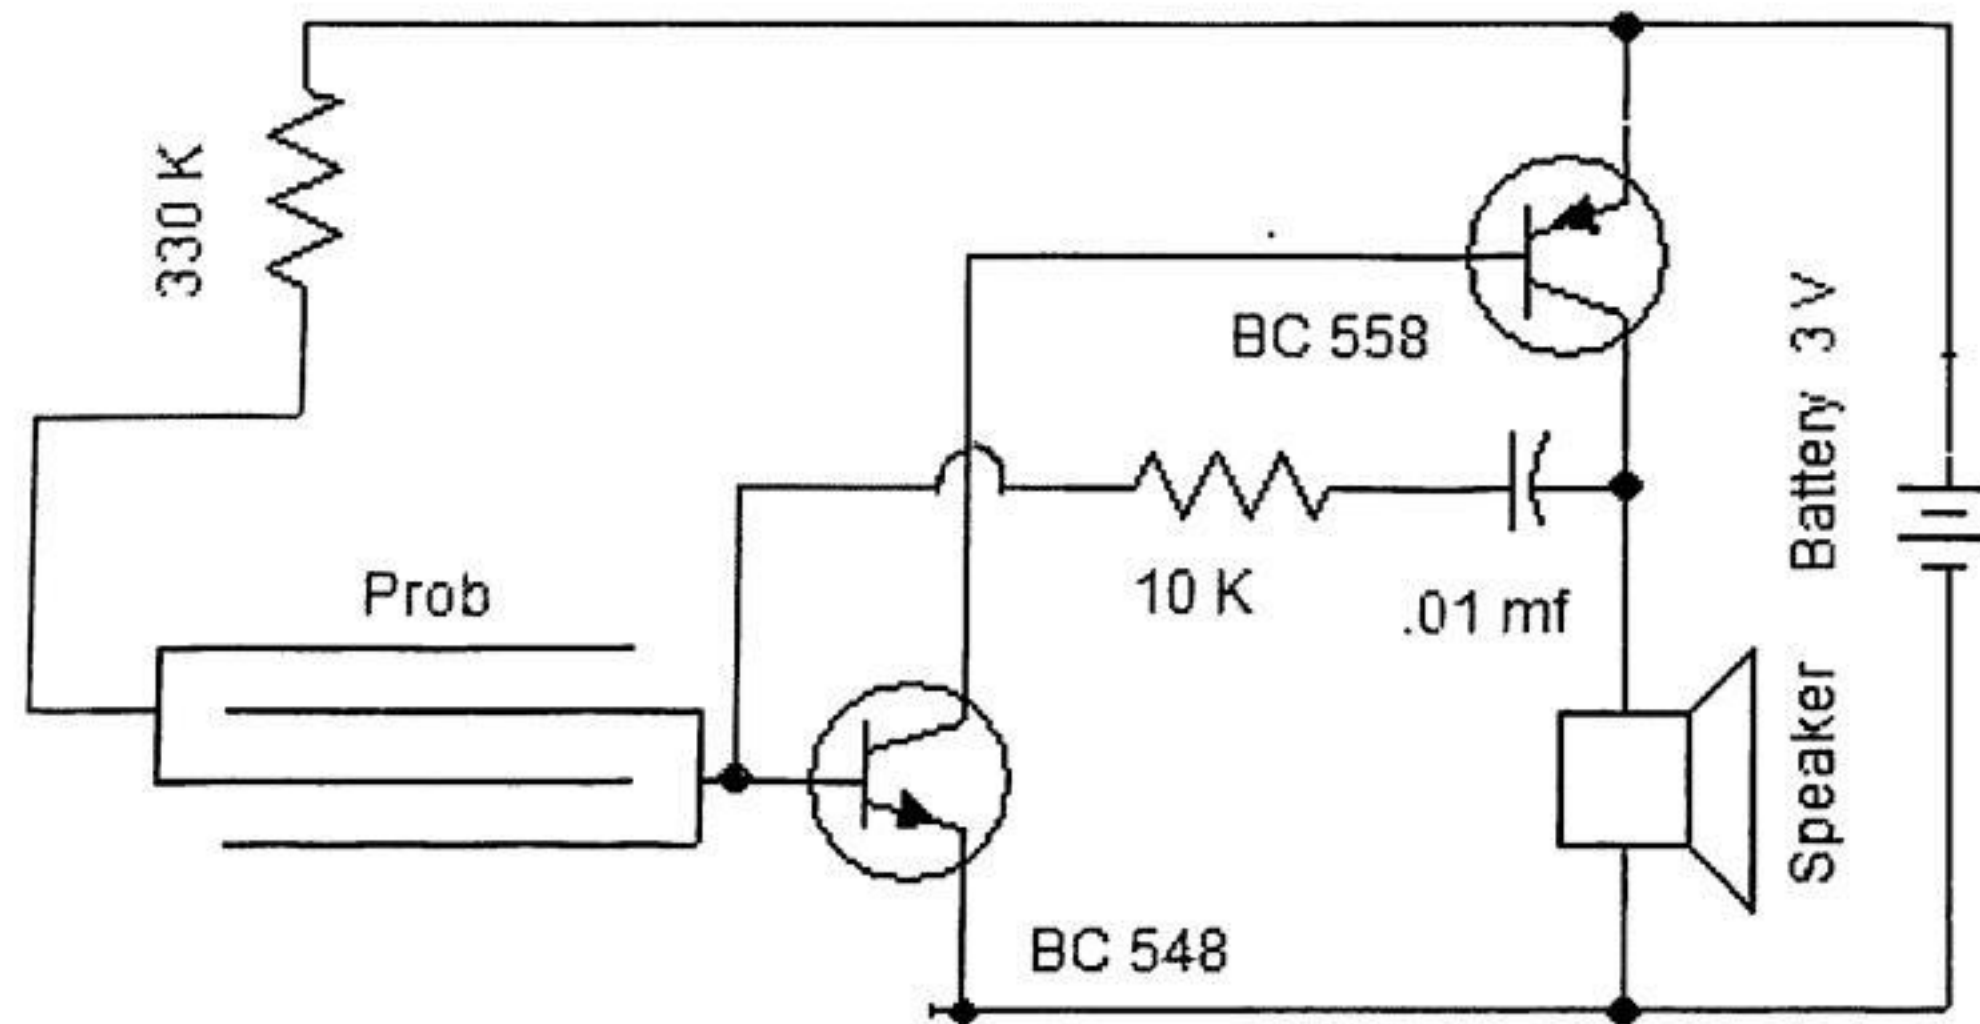 330 K
BC 558
Battery 3 V
Prob
10 K
.01 mf
Speaker
BC 548